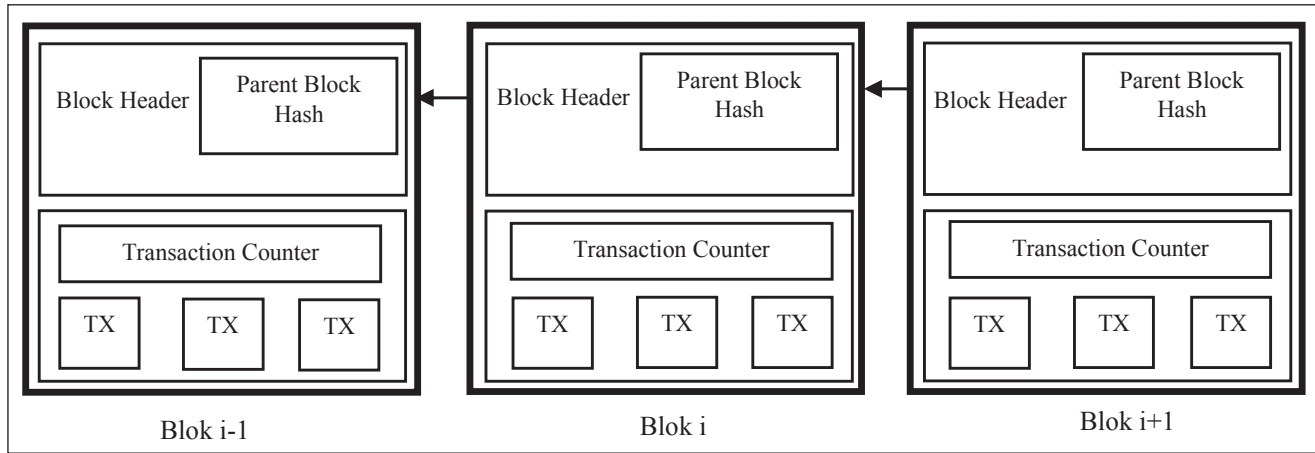 Block Header
Parent Block
Hash
Transaction Counter
TX TX TX
Blok i-1
Block Header
Parent Block
Hash
Transaction Counter
TX TX TX
Blok i
Block Header
Parent Block
Hash
Transaction Counter
TX TX TX
Blok i+1